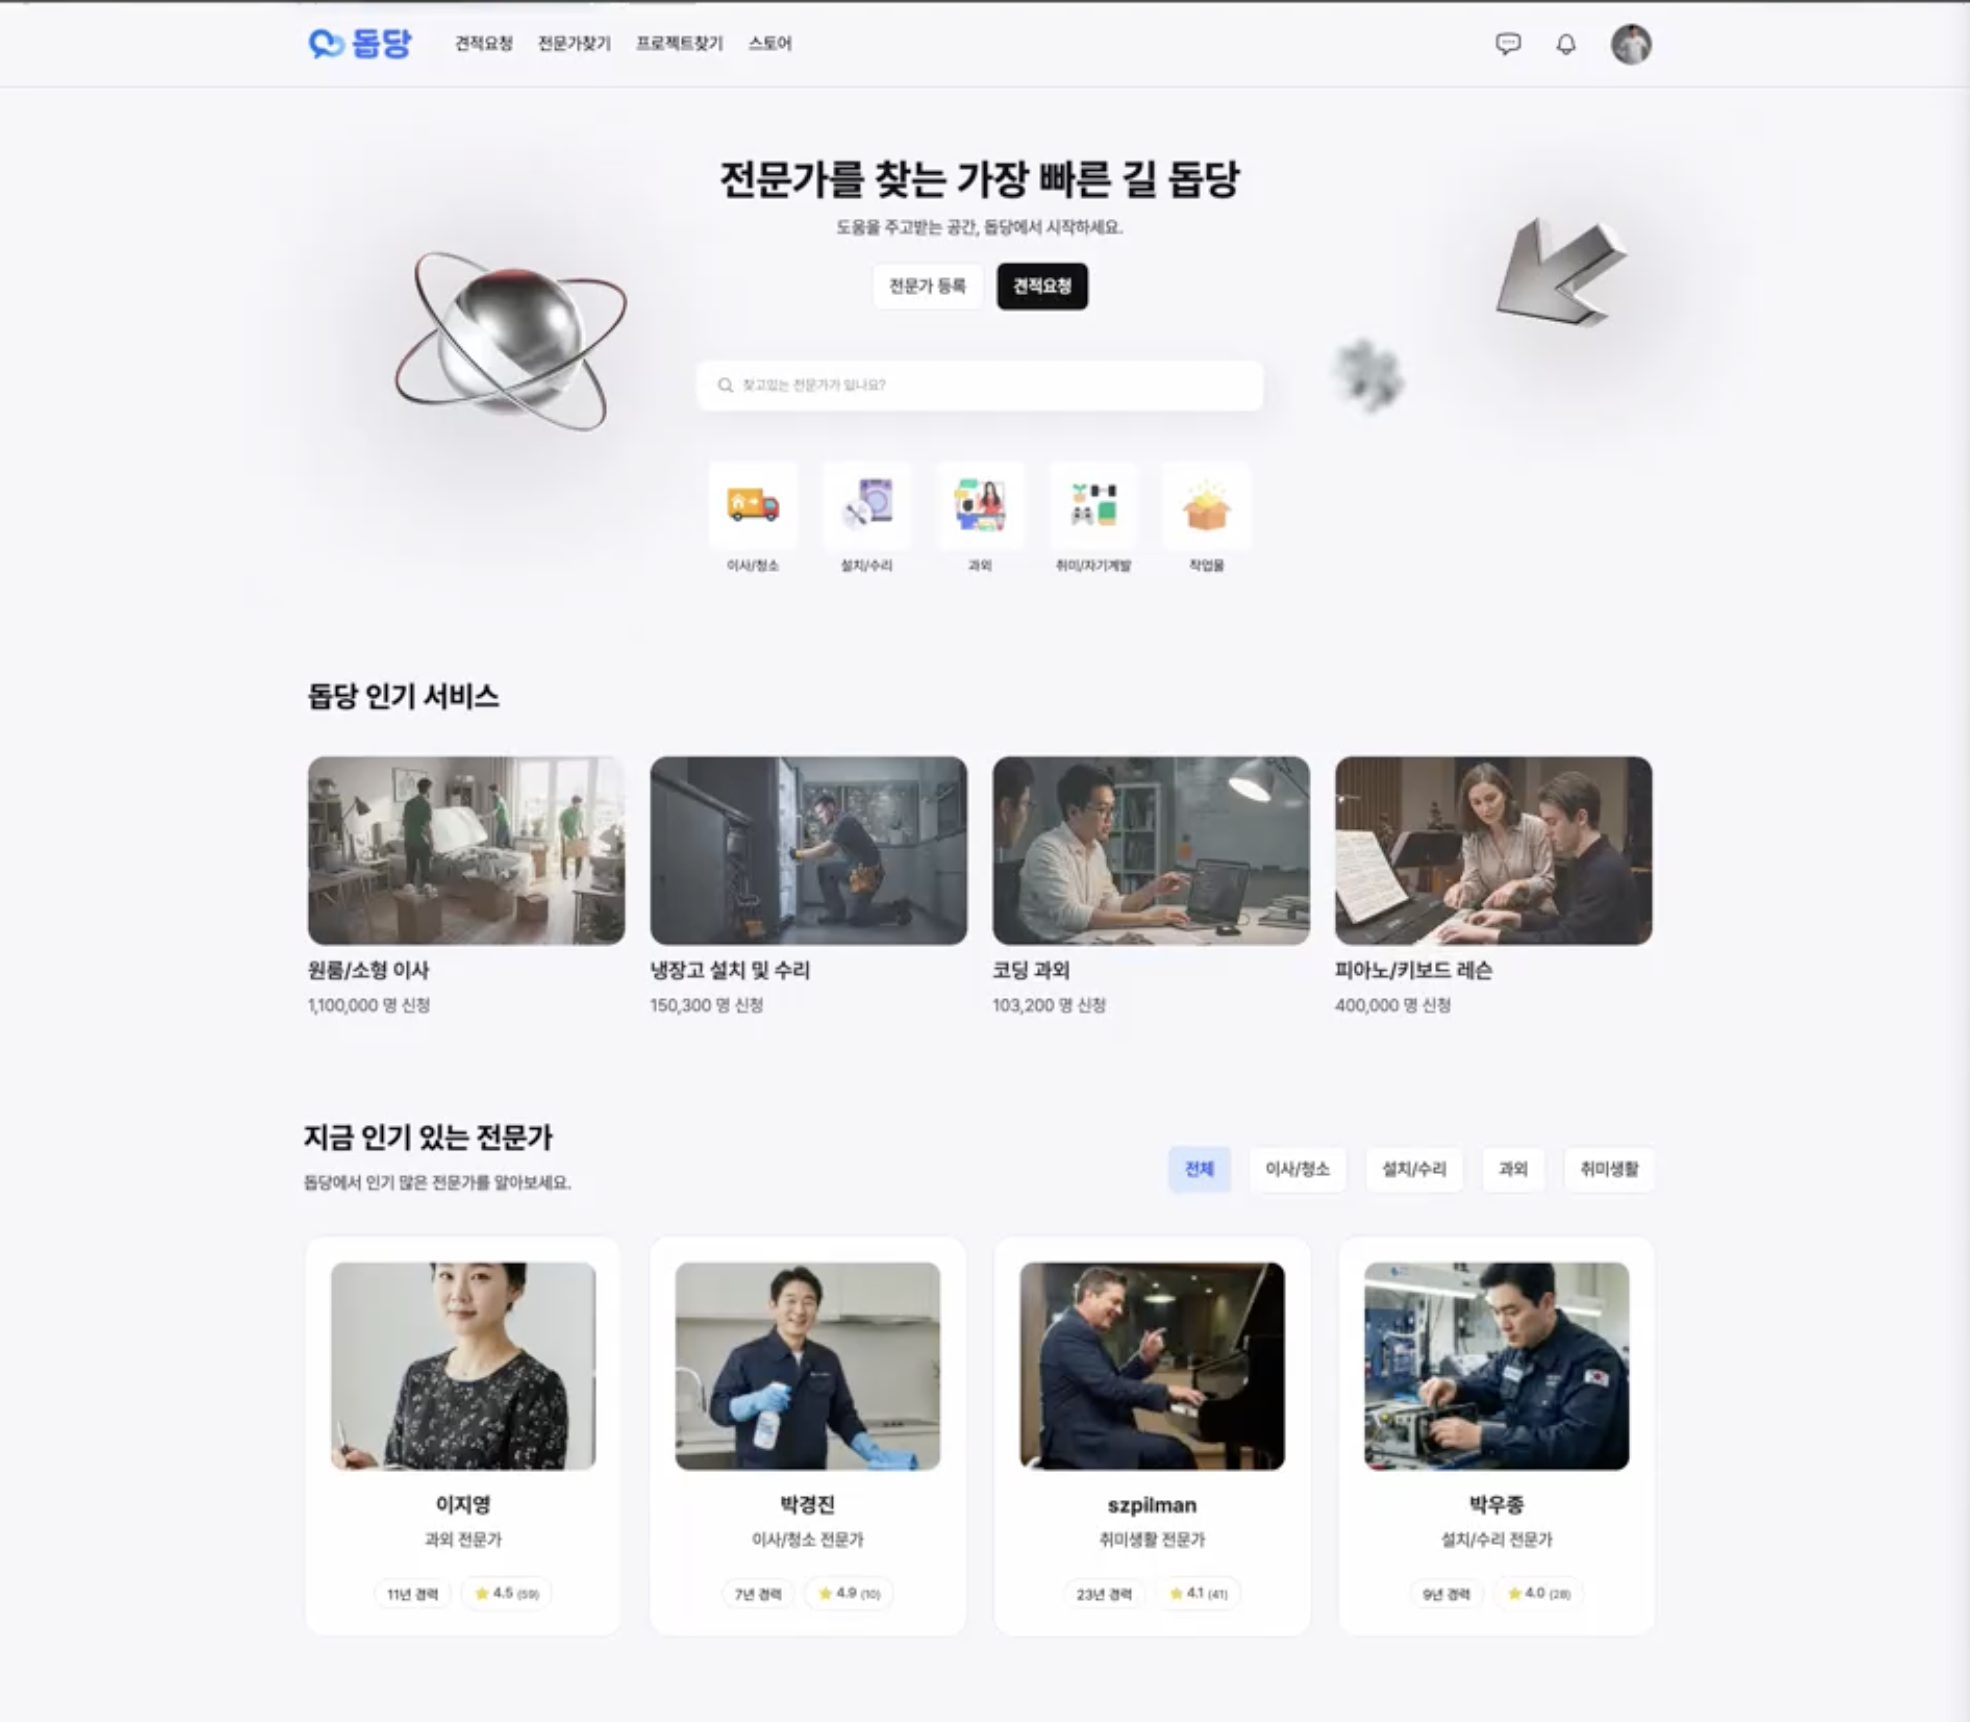 돕당
견적요청 전문가찾기 프로젝트찾기 스토어
전문가를 찾는 가장 빠른 길 돕당
도움을 주고받는 공간, 돕당에서 시작하세요.
전문가 등록 견적요청
찾고있는 전문가가 있나요?
이사/청소 설치/수리 과외 취미/자기계발 작업물
돕당 인기 서비스
원룸/소형 이사
1,100,000 명 신청
냉장고 설치 및 수리
150,300 명 신청
코딩 과외
103,200 명 신청
피아노/키보드 레슨
400,000 명 신청
지금 인기 있는 전문가
돕당에서 인기 많은 전문가를 알아보세요.
전체 이사/청소 설치/수리 과외 취미생활
이지영
과외 전문가
11년 경력 4.5 (59)
박경진
이사/청소 전문가
7년 경력 4.9 (10)
szpilman
취미생활 전문가
23년 경력 4.1 (41)
박우종
설치/수리 전문가
9년 경력 4.0 (28)